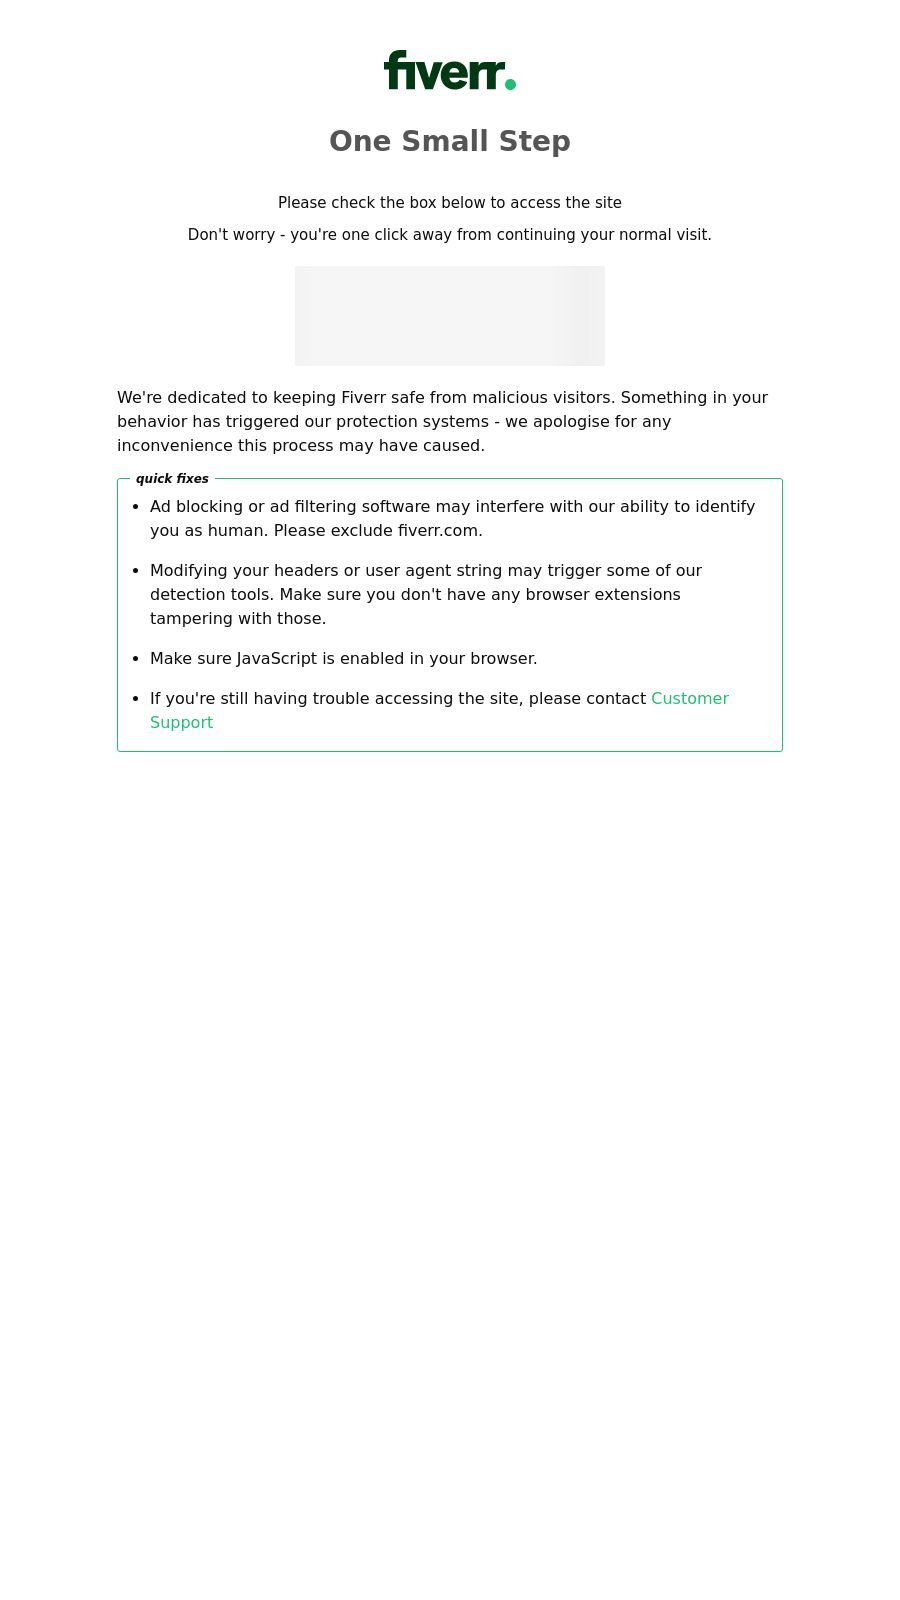 fiverr.
One Small Step
Please check the box below to access the site
Don't worry - you're one click away from continuing your normal visit.
We're dedicated to keeping Fiverr safe from malicious visitors. Something in your
behavior has triggered our protection systems - we apologise for any
inconvenience this process may have caused.
quick fixes
• Ad blocking or ad filtering software may interfere with our ability to identify
you as human. Please exclude fiverr.com.
• Modifying your headers or user agent string may trigger some of our
detection tools. Make sure you don't have any browser extensions
tampering with those.
• Make sure JavaScript is enabled in your browser.
• If you're still having trouble accessing the site, please contact Customer
Support